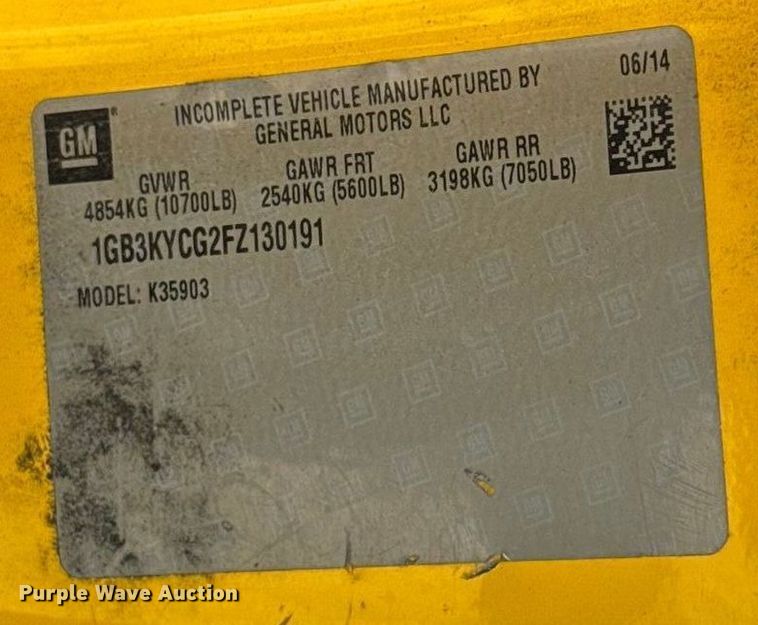 GM®
INCOMPLETE VEHICLE MANUFACTURED BY
GENERAL MOTORS LLC
06/14
GVWR GAWR FRT GAWR RR
4854KG (10700LB) 2540KG (5600LB) 3198KG (7050LB)
1GB3KYCG2FZ130191
MODEL: K35903
Purple Wave Auction